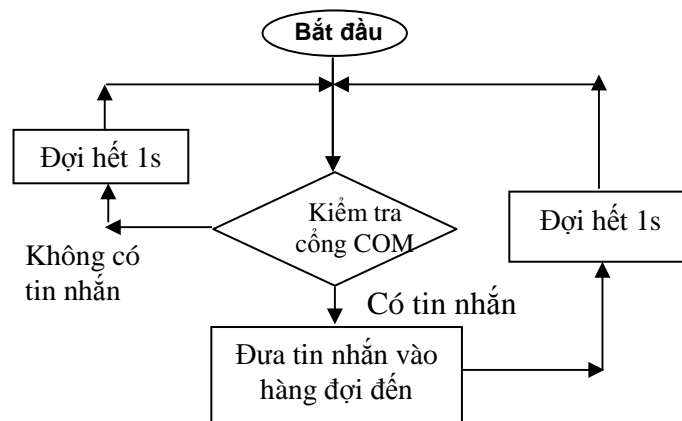 Bắt đầu
Đợi hết 1s
Kiểm tra
cổng COM
Đợi hết 1s
Không có
tin nhắn
Có tin nhắn
Đưa tin nhắn vào
hàng đợi đến